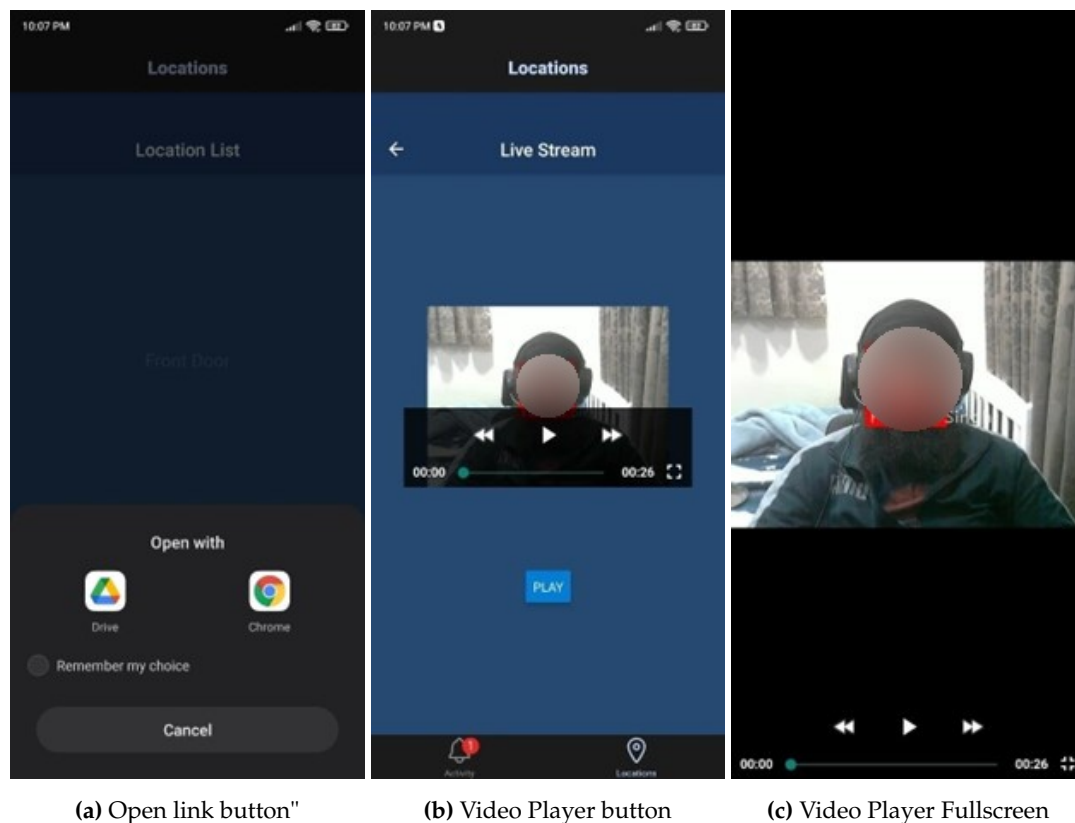 10:07 PM
Locations
Location List
Front Door
Open with
Drive
Chrome
Remember my choice
Cancel
(a) Open link button"
10:07 PM
Locations
Live Stream
00:00
00:26
PLAY
1
Activity
Locations
(b) Video Player button
00:00
00:26
(c) Video Player Fullscreen